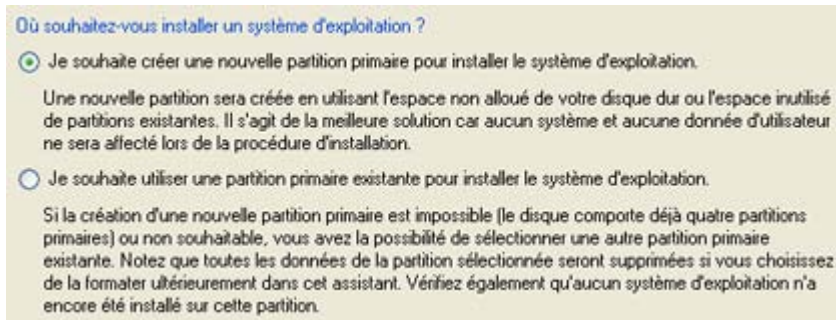 Où souhaitez-vous installer un système d'exploitation ?
Je souhaite créer une nouvelle partition primaire pour installer le système d'exploitation.
Une nouvelle partition sera créée en utilisant l'espace non alloué de votre disque dur ou l'espace inutilisé
de partitions existantes. Il s'agit de la meilleure solution car aucun système et aucune donnée d'utilisateur
ne sera affecté lors de la procédure d'installation.
Je souhaite utiliser une partition primaire existante pour installer le système d'exploitation.
Si la création d'une nouvelle partition primaire est impossible (le disque comporte déjà quatre partitions
primaires) ou non souhaitable, vous avez la possibilité de sélectionner une autre partition primaire
existante. Notez que toutes les données de la partition sélectionnée seront supprimées si vous choisissez
de la formater ultérieurement dans cet assistant. Vérifiez également qu'aucun système d'exploitation n'a
encore été installé sur cette partition.